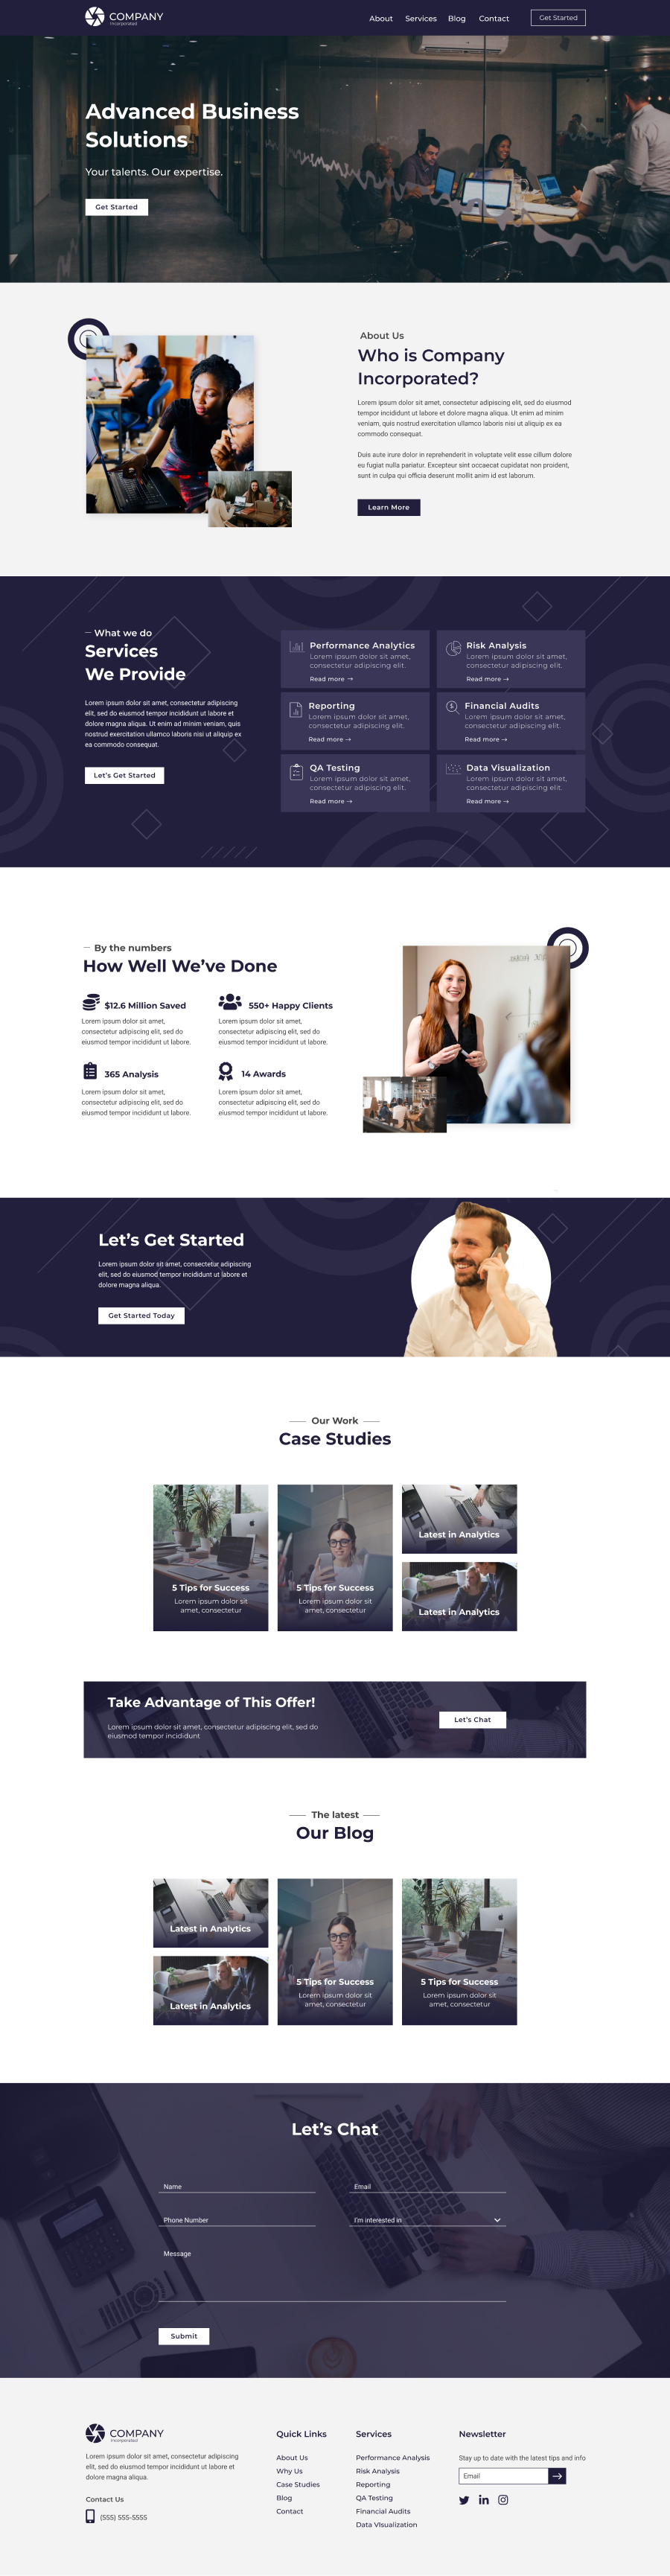 COMPANY
Incorporated
About Services Blog Contact Get Started
Advanced Business
Solutions
Your talents. Our expertise.
Get Started
About Us
Who is Company
Incorporated?
Lorem ipsum dolor sit amet, consectetur adipiscing elit, sed do eiusmod
tempor incididunt ut labore et dolore magna aliqua. Ut enim ad minim
veniam, quis nostrud exercitation ullamco laboris nisi ut aliquip ex ea
commodo consequat.
Duis aute irure dolor in reprehenderit in voluptate velit esse cillum dolore
eu fugiat nulla pariatur. Excepteur sint occaecat cupidatat non proident,
sunt in culpa qui officia deserunt mollit anim id est laborum.
Learn More
What we do
Services
We Provide
Lorem ipsum dolor sit amet, consectetur adipiscing
elit, sed do eiusmod tempor incididunt ut labore et
dolore magna aliqua. Ut enim ad minim veniam, quis
nostrud exercitation ullamco laboris nisi ut aliquip ex
ea commodo consequat.
Let's Get Started
Performance Analytics
Lorem ipsum dolor sit amet,
consectetur adipiscing elit.
Read more →
Risk Analysis
Lorem ipsum dolor sit amet,
consectetur adipiscing elit.
Read more →
Reporting
Lorem ipsum dolor sit amet,
consectetur adipiscing elit.
Read more →
Financial Audits
Lorem ipsum dolor sit amet,
consectetur adipiscing elit.
Read more →
QA Testing
Lorem ipsum dolor sit amet,
consectetur adipiscing elit.
Read more →
Data Visualization
Lorem ipsum dolor sit amet,
consectetur adipiscing elit.
Read more →
By the numbers
How Well We've Done
$12.6 Million Saved
Lorem ipsum dolor sit amet,
consectetur adipiscing elit, sed do
eiusmod tempor incididunt ut labore.
550+ Happy Clients
Lorem ipsum dolor sit amet,
consectetur adipiscing elit, sed do
eiusmod tempor incididunt ut labore.
365 Analysis
Lorem ipsum dolor sit amet,
consectetur adipiscing elit, sed do
eiusmod tempor incididunt ut labore.
14 Awards
Lorem ipsum dolor sit amet,
consectetur adipiscing elit, sed do
eiusmod tempor incididunt ut labore.
Let's Get Started
Lorem ipsum dolor sit amet, consectetur adipiscing
elit, sed do eiusmod tempor incididunt ut labore et
dolore magna aliqua.
Get Started Today
Our Work
Case Studies
5 Tips for Success
Lorem ipsum dolor sit
amet, consectetur
5 Tips for Success
Lorem ipsum dolor sit
amet, consectetur
Latest in Analytics
Latest in Analytics
Take Advantage of This Offer!
Lorem ipsum dolor sit amet, consectetur adipiscing elit, sed do
eiusmod tempor incididunt
Let's Chat
The latest
Our Blog
Latest in Analytics
Latest in Analytics
5 Tips for Success
Lorem ipsum dolor sit
amet, consectetur
5 Tips for Success
Lorem ipsum dolor sit
amet, consectetur
Let's Chat
Name
Email
Phone Number
I'm interested in
Message
Submit
COMPANY
Incorporated
Lorem ipsum dolor sit amet, consectetur adipiscing
elit, sed do eiusmod tempor incididunt ut labore et
dolore magna aliqua.
Contact Us
(555) 555-5555
Quick Links
About Us
Why Us
Case Studies
Blog
Contact
Services
Performance Analysis
Risk Analysis
Reporting
QA Testing
Financial Audits
Data VIsualization
Newsletter
Stay up to date with the latest tips and info
Email